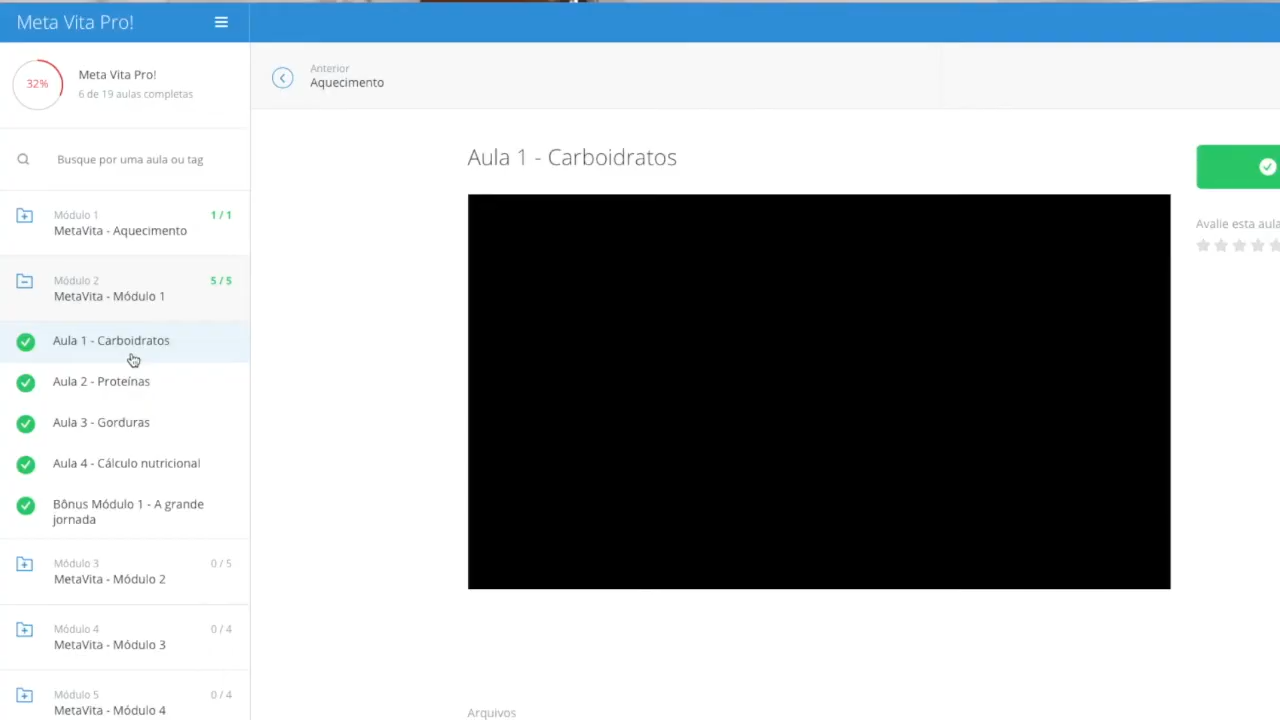 Meta Vita Pro!
32%
Meta Vita Pro!
6 de 19 aulas completas
Busque por uma aula ou tag
Módulo 1
1 / 1
MetaVita - Aquecimento
Módulo 2
5 / 5
MetaVita - Módulo 1
Aula 1 - Carboidratos
Aula 2 - Proteínas
Aula 3 - Gorduras
Aula 4 - Cálculo nutricional
Bônus Módulo 1 - A grande
jornada
Módulo 3
0 / 5
MetaVita - Módulo 2
Módulo 4
0 / 4
MetaVita - Módulo 3
Módulo 5
0 / 4
MetaVita - Módulo 4
Anterior
Aquecimento
Aula 1 - Carboidratos
Avalie esta aula
Arquivos